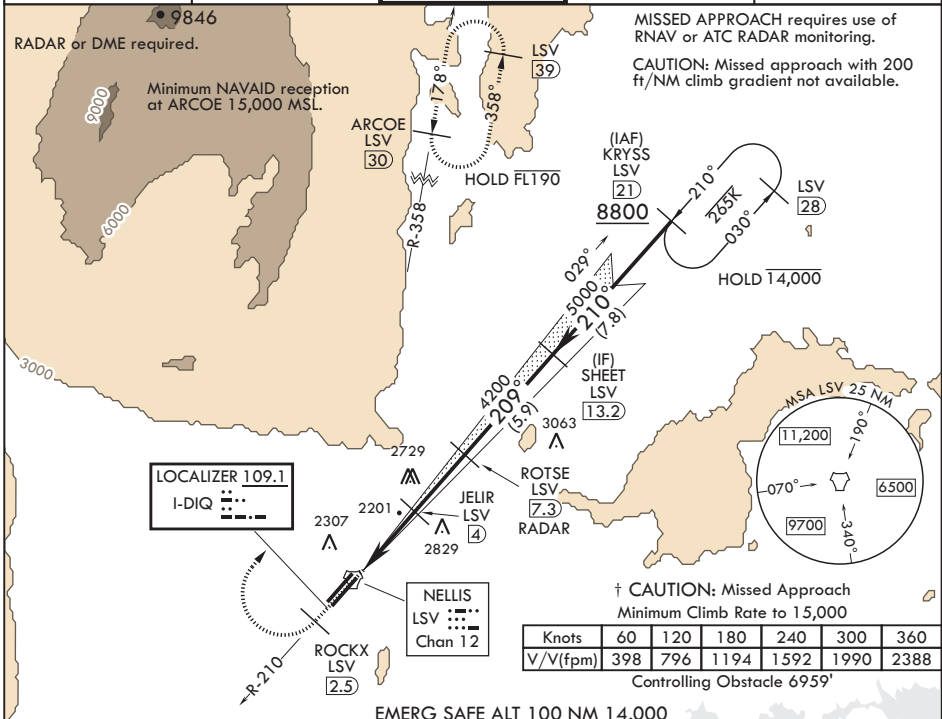 9846
RADAR or DME required.
Minimum NAVAID reception
at ARCOE 15,000 MSL.
9000
6000
3000
MISSED APPROACH requires use of
RNAV or ATC RADAR monitoring.
CAUTION: Missed approach with 200
ft/NM climb gradient not available.
LSV
39
178°
358°
ARCOE
LSV
30
HOLD FL190
R-358
(IAF)
KRYSS
LSV
21
8800
210°
265K
030°
LSV
28
HOLD 14,000
029°
5000
210°
(7.8)
(IF)
SHEET
LSV
13.2
4200
209°
(5.9)
3063
ROTSE
LSV
7.3
RADAR
2729
2201
JELIR
LSV
4
2829
2307
LOCALIZER 109.1
I-DIQ
NELLIS
LSV
Chan 12
ROCKX
LSV
2.5
R-210
MSA LSV 25 NM
11,200
190°
070°
6500
9700
340°
† CAUTION: Missed Approach
Minimum Climb Rate to 15,000
Knots 60 120 180 240 300 360
V/V(fpm) 398 796 1194 1592 1990 2388
Controlling Obstacle 6959'
EMERG SAFE ALT 100 NM 14,000